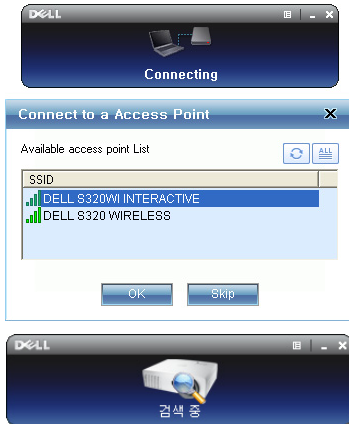 DELL
Connecting
Connect to a Access Point
Available access point List
ALL
SSID
DELL S320WI INTERACTIVE
DELL S320 WIRELESS
OK
Skip
DELL
검색 중